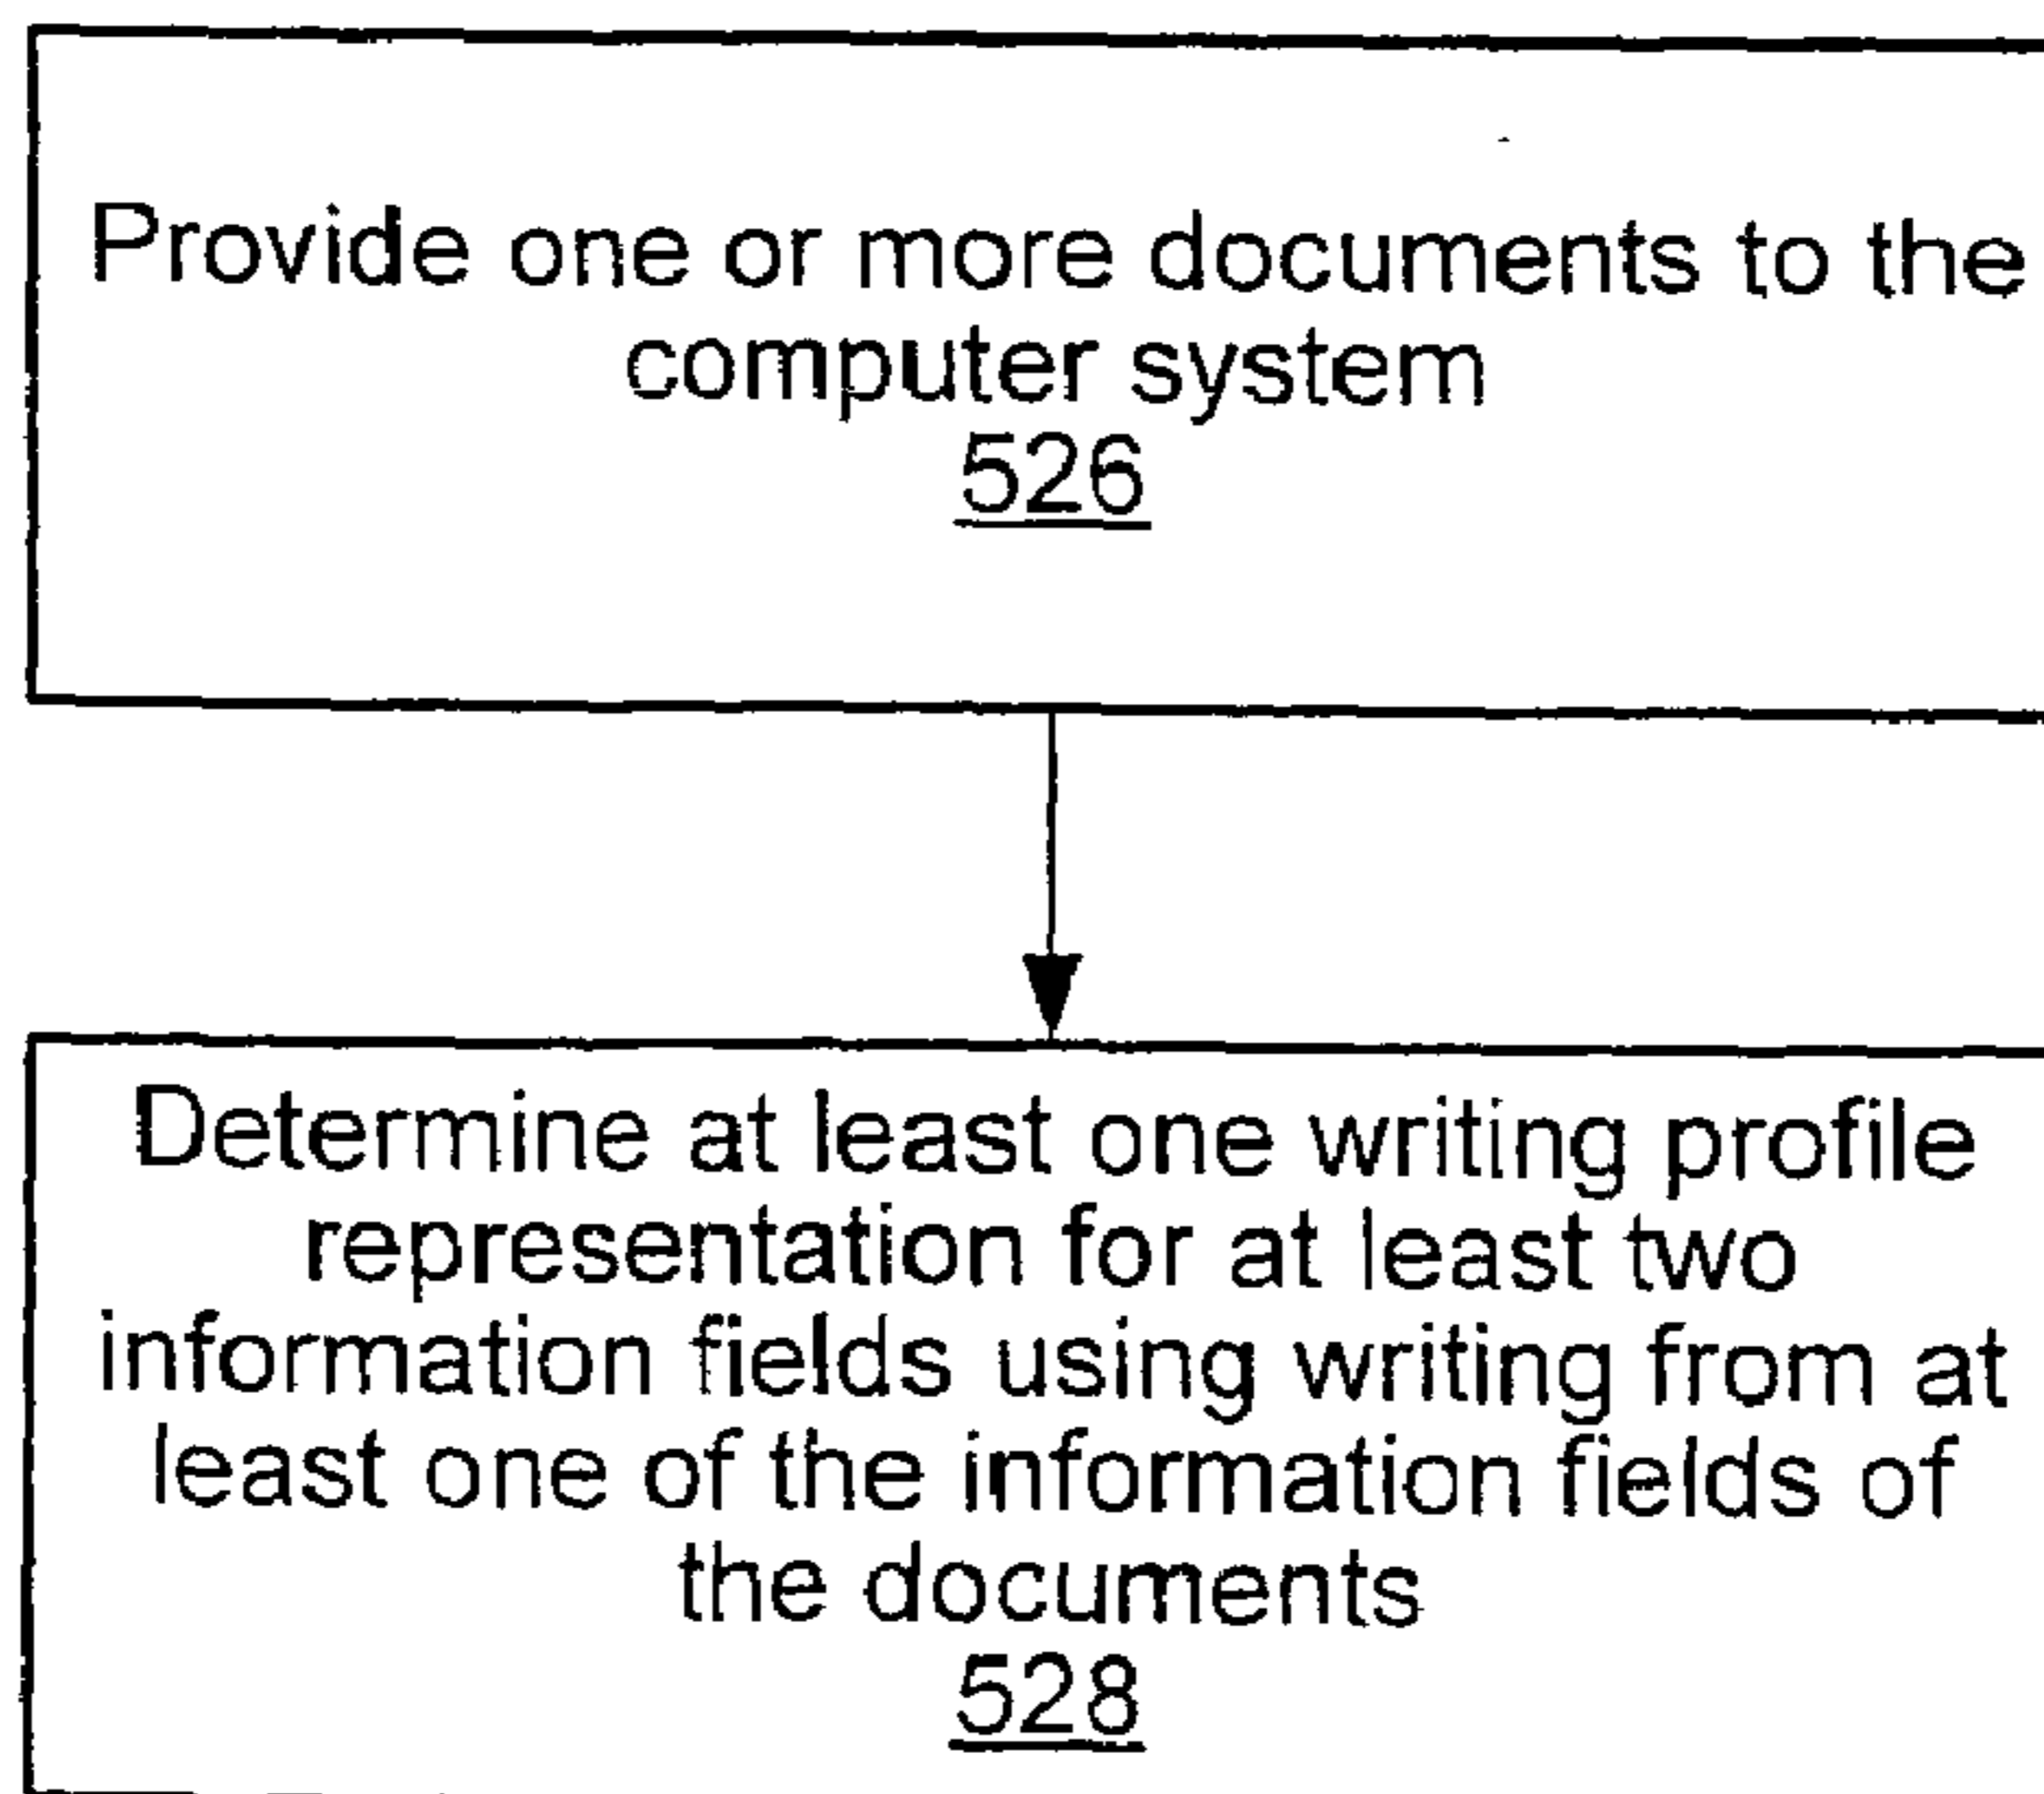 Provide one or more documents to the
computer system
526
Determine at least one writing profile
representation for at least two
information fields using writing from at
least one of the information fields of
the documents
528